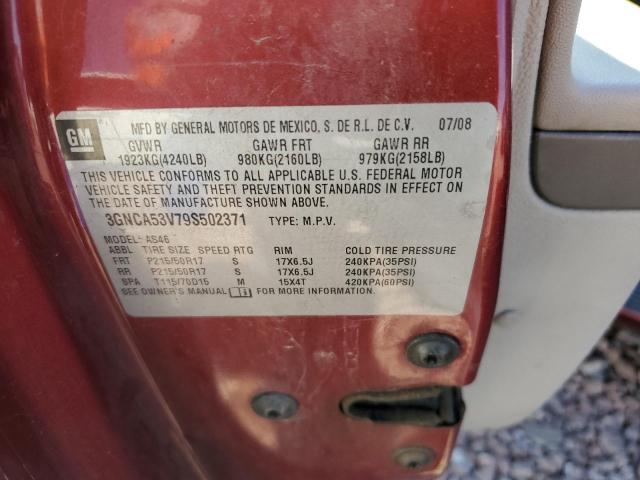 GM
MFD BY GENERAL MOTORS DE MEXICO, S. DE R.L. DE C.V. 07/08
GVWR GAWR FRT GAWR RR
1923KG(4240LB) 980KG(2160LB) 979KG(2158LB)
THIS VEHICLE CONFORMS TO ALL APPLICABLE U.S. FEDERAL MOTOR
VEHICLE SAFETY AND THEFT PREVENTION STANDARDS IN EFFECT ON
THE DATE OF MANUFACTURE SHOWN ABOVE.
3GNCA53V79S502371 TYPE: M.P.V.
MODEL: AS46
ABBL TIRE SIZE SPEED RTG RIM COLD TIRE PRESSURE
FRT P215/50R17 S 17X6.5J 240KPA(35PSI)
RR P215/50R17 S 17X6.5J 240KPA(35PSI)
SPA T115/70D15 M 15X4T 420KPA(60PSI)
SEE OWNER'S MANUAL FOR MORE INFORMATION.